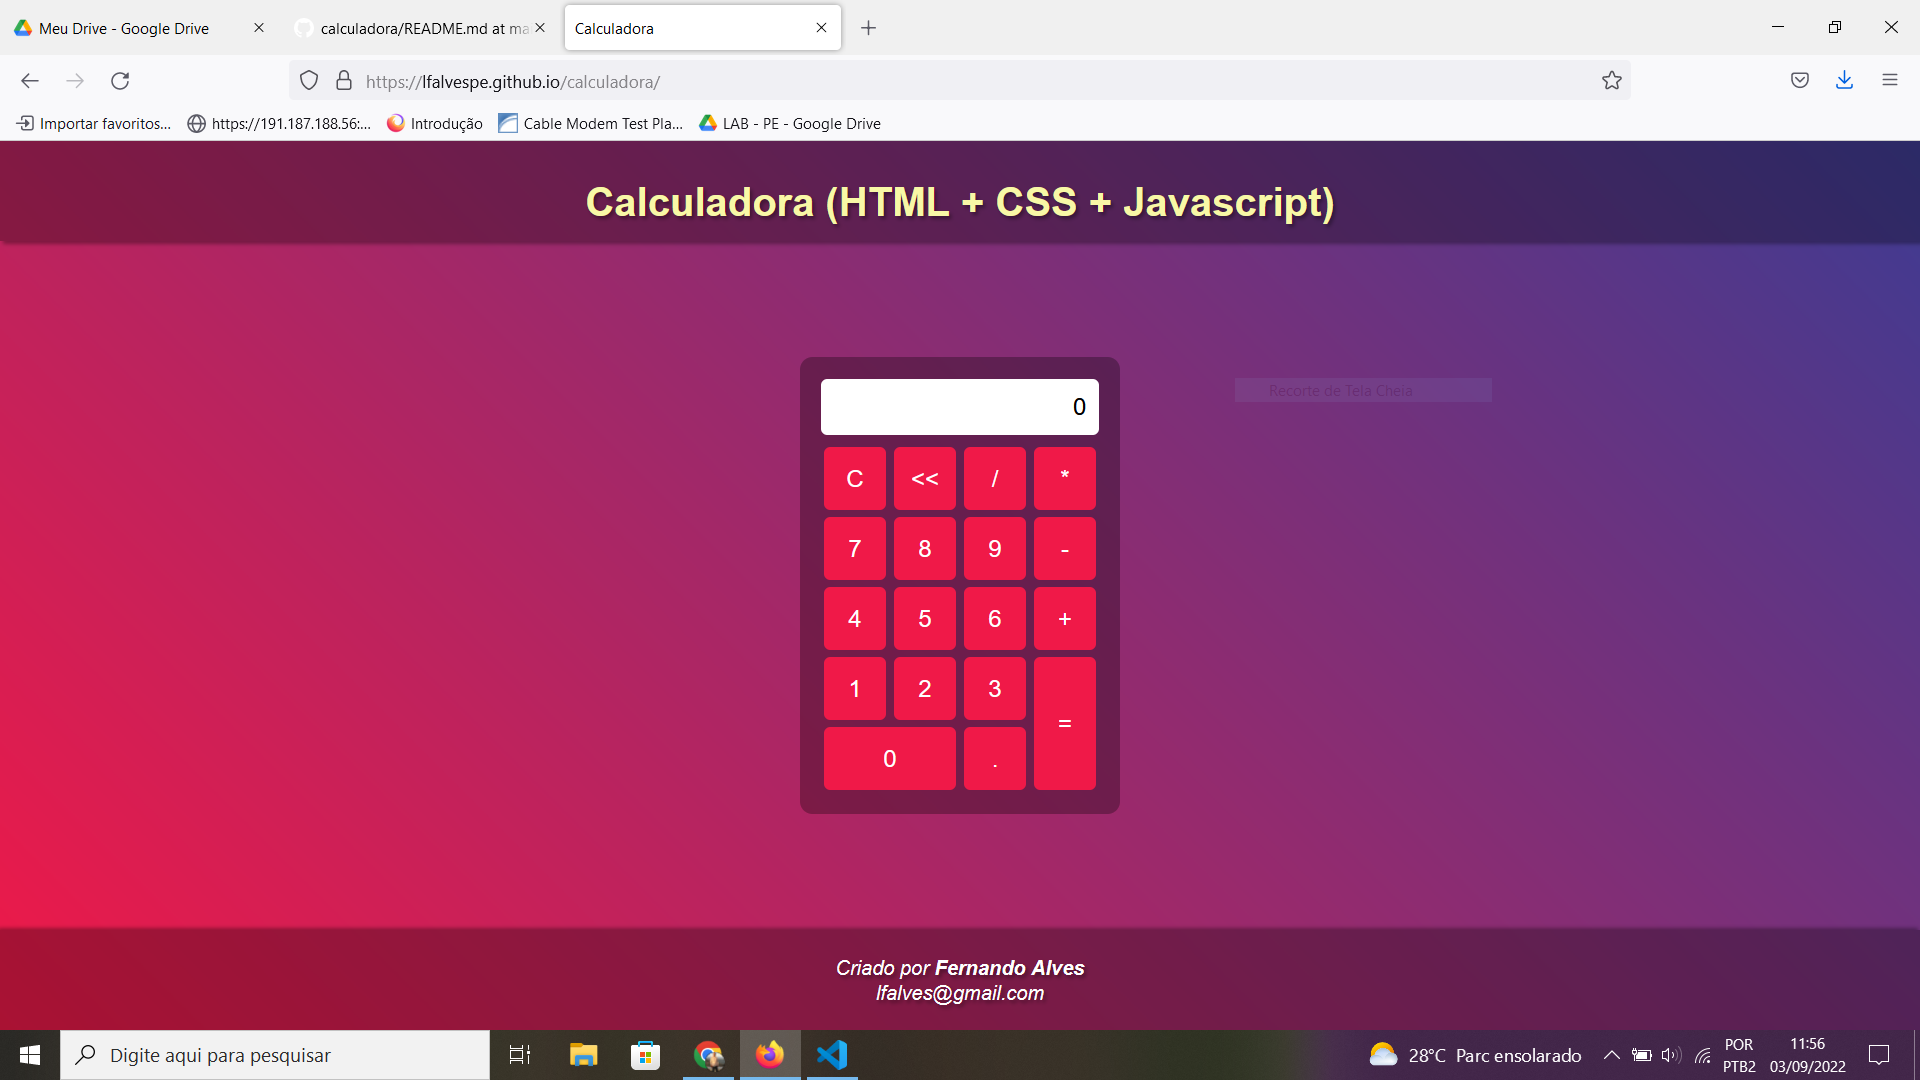 Meu Drive - Google Drive
calculadora/README.md at ma
Calculadora
https://lfalvespe.github.io/calculadora/
Importar favoritos...
https://191.187.188.56:...
Introdução
Cable Modem Test Pla...
LAB - PE - Google Drive
Calculadora (HTML + CSS + Javascript)
Recorte de Tela Cheia
0
C << / *
7 8 9 -
4 5 6 +
1 2 3
=
0 .
Criado por Fernando Alves
lfalves@gmail.com
Digite aqui para pesquisar
28°C Parc ensolarado
POR
PTB2
11:56
03/09/2022